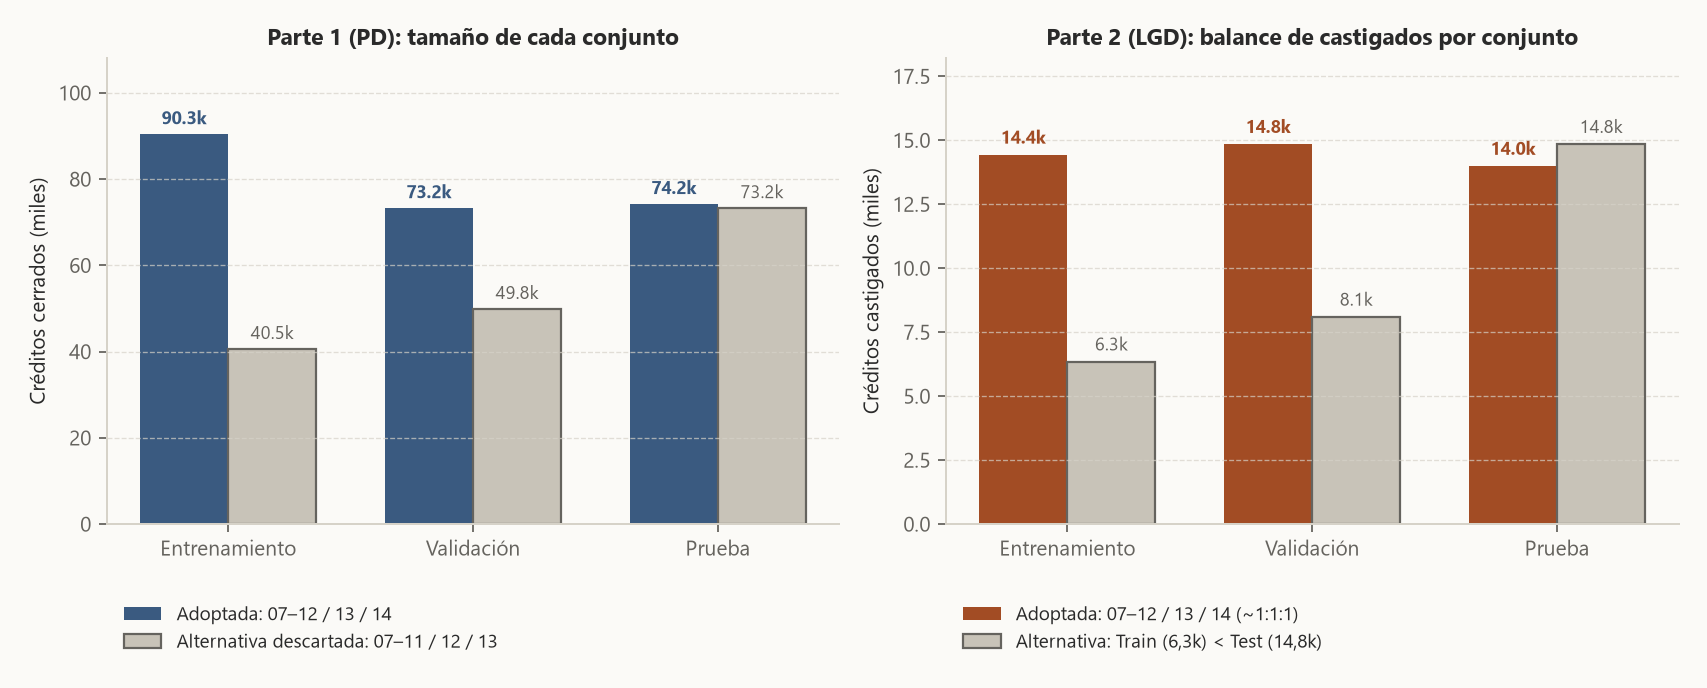 Parte 1 (PD): tamaño de cada conjunto
Créditos cerrados (miles)
100
80
60
40
20
0
90.3k
40.5k
73.2k
49.8k
74.2k
73.2k
Entrenamiento
Validación
Prueba
Adoptada: 07–12 / 13 / 14
Alternativa descartada: 07–11 / 12 / 13
Parte 2 (LGD): balance de castigados por conjunto
Créditos castigados (miles)
17.5
15.0
12.5
10.0
7.5
5.0
2.5
0.0
14.4k
6.3k
14.8k
8.1k
14.0k
14.8k
Entrenamiento
Validación
Prueba
Adoptada: 07–12 / 13 / 14 (~1:1:1)
Alternativa: Train (6,3k) < Test (14,8k)